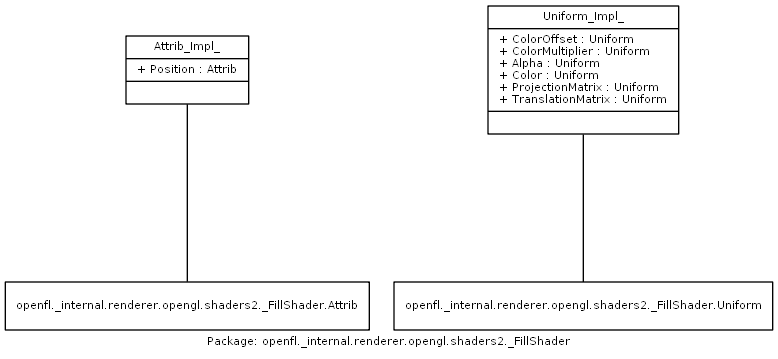 Attrib_Impl_
+ Position : Attrib
Uniform_Impl_
+ ColorOffset : Uniform
+ ColorMultiplier : Uniform
+ Alpha : Uniform
+ Color : Uniform
+ ProjectionMatrix : Uniform
+ TranslationMatrix : Uniform
openfl._internal.renderer.opengl.shaders2._FillShader.Attrib
openfl._internal.renderer.opengl.shaders2._FillShader.Uniform
Package: openfl._internal.renderer.opengl.shaders2._FillShader